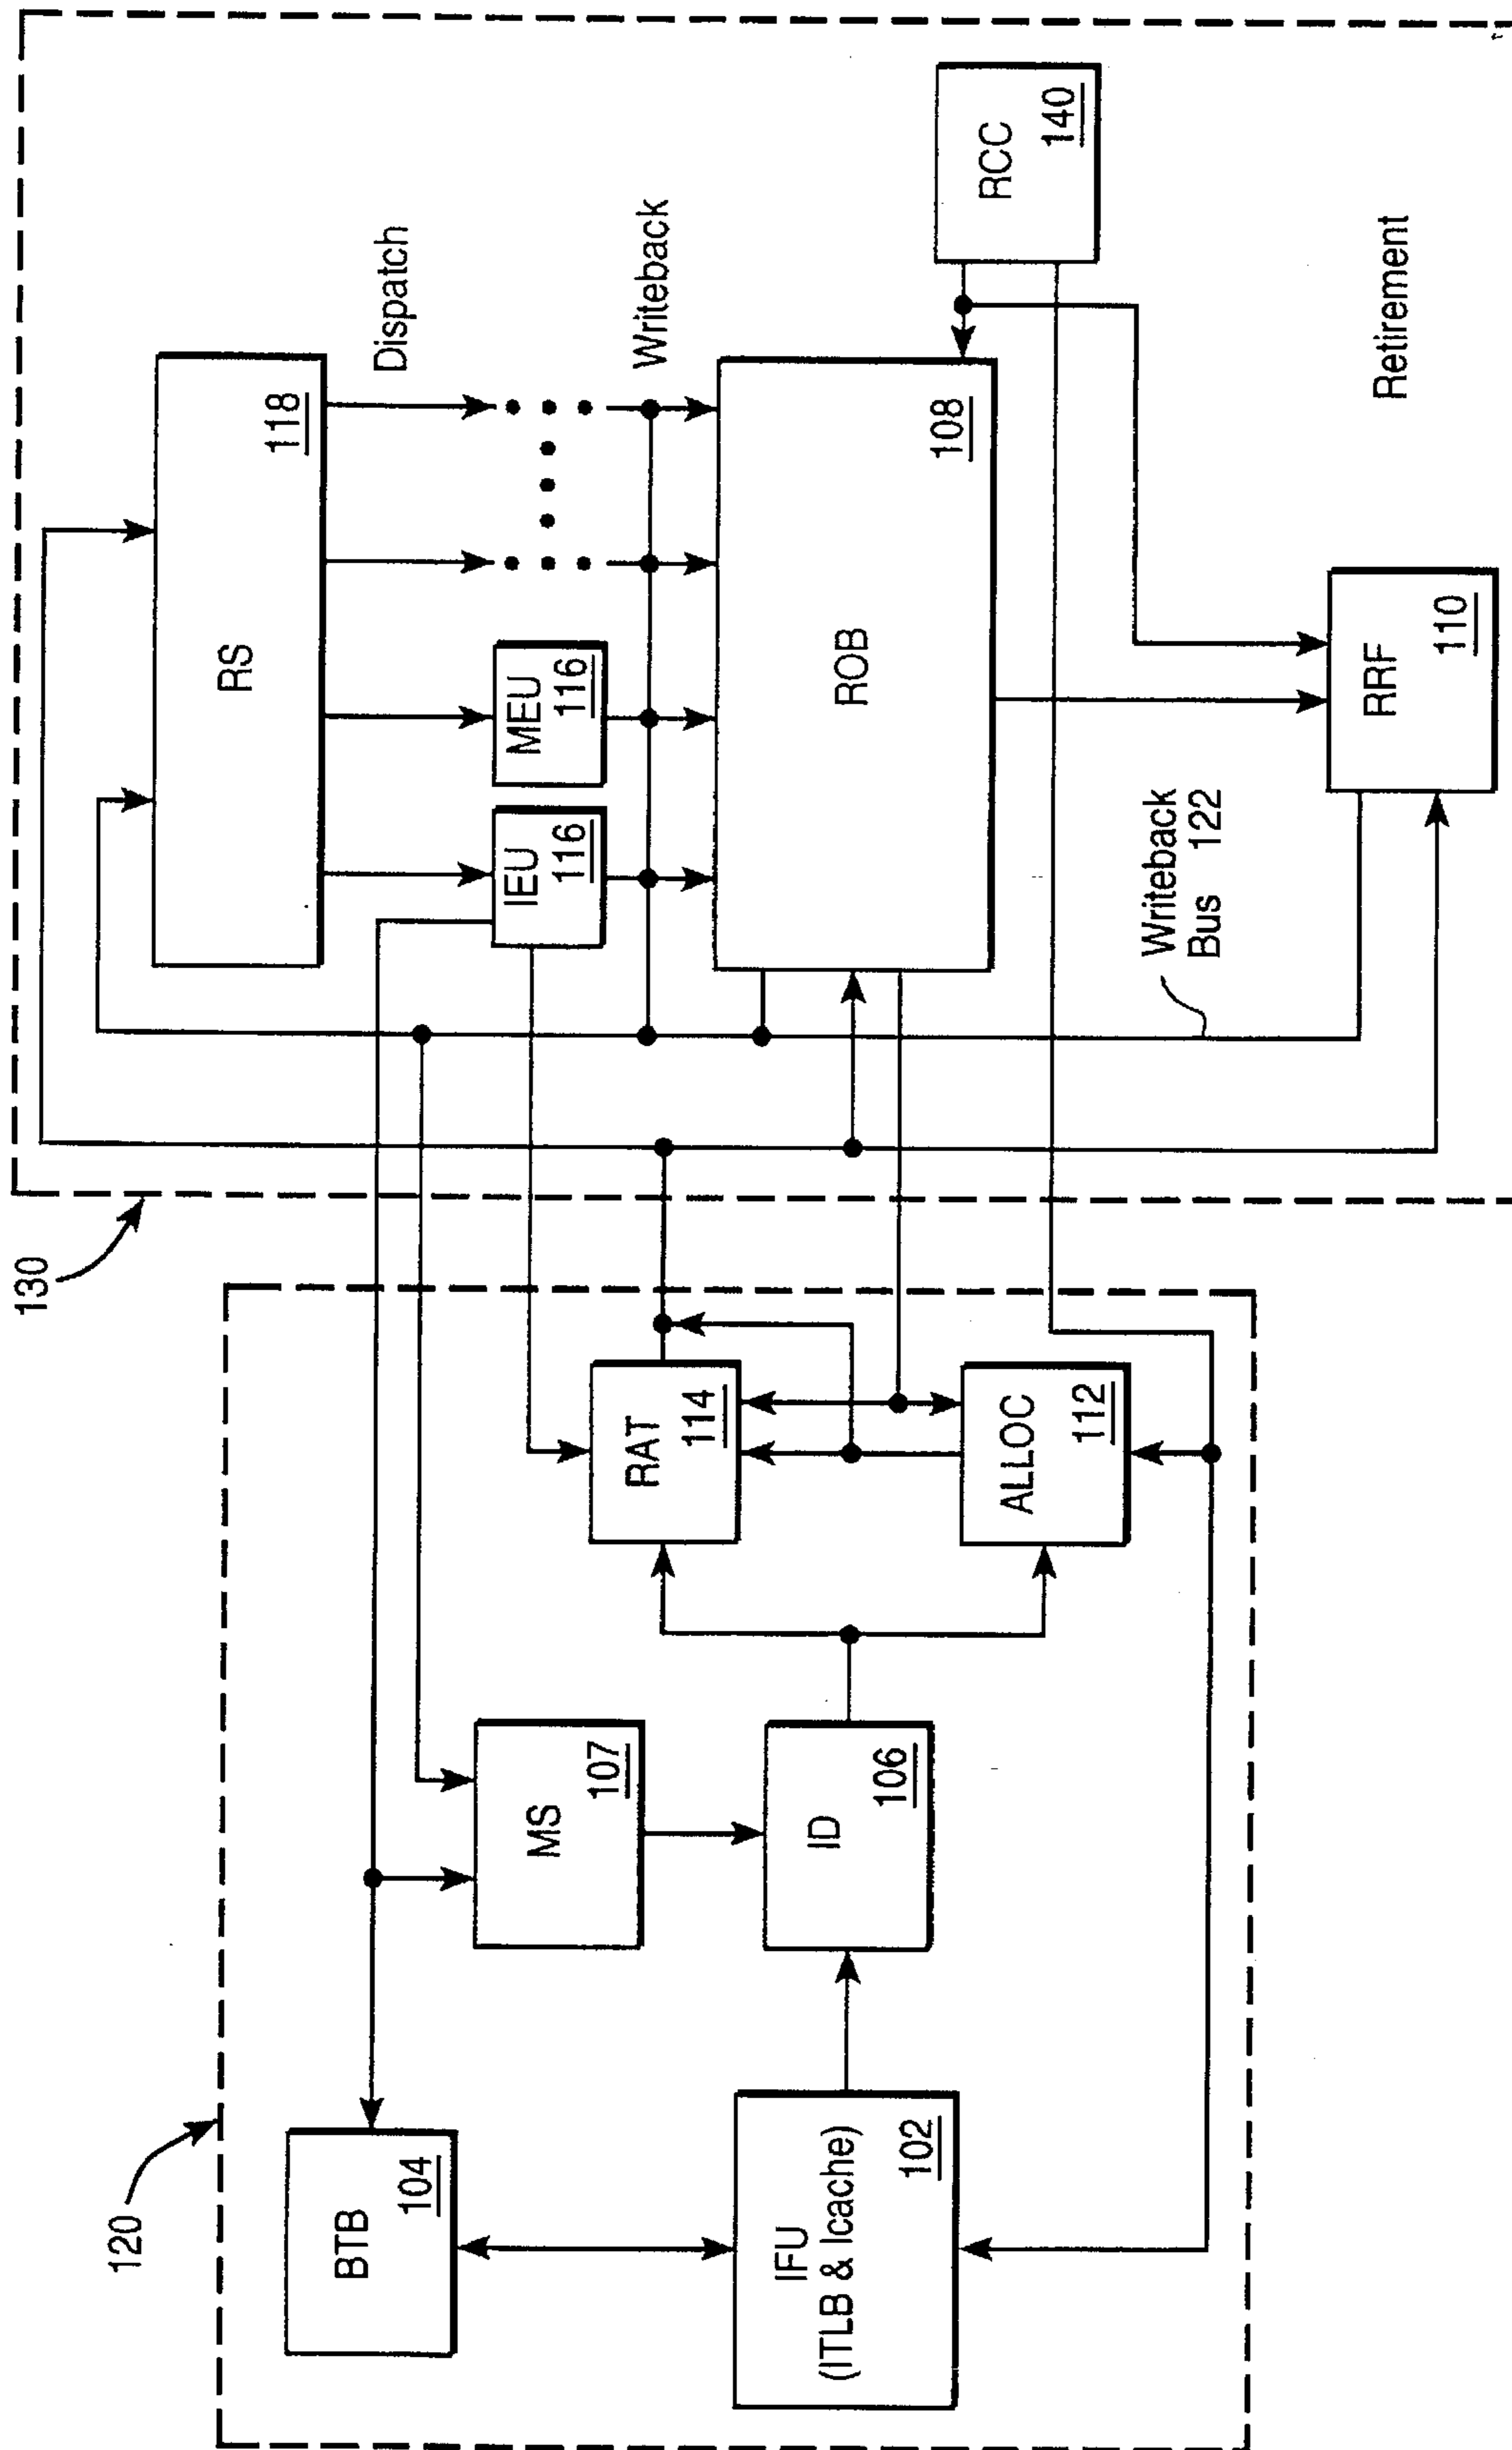 120
130
BTB
104
IFU
(ITLB & Icache)
102
MS
107
ID
106
RAT
114
ALLOC
112
RS
118
Dispatch
IEU
116
MEU
116
Writeback
ROB
108
RCC
140
Writeback
Bus 122
RRF
110
Retirement